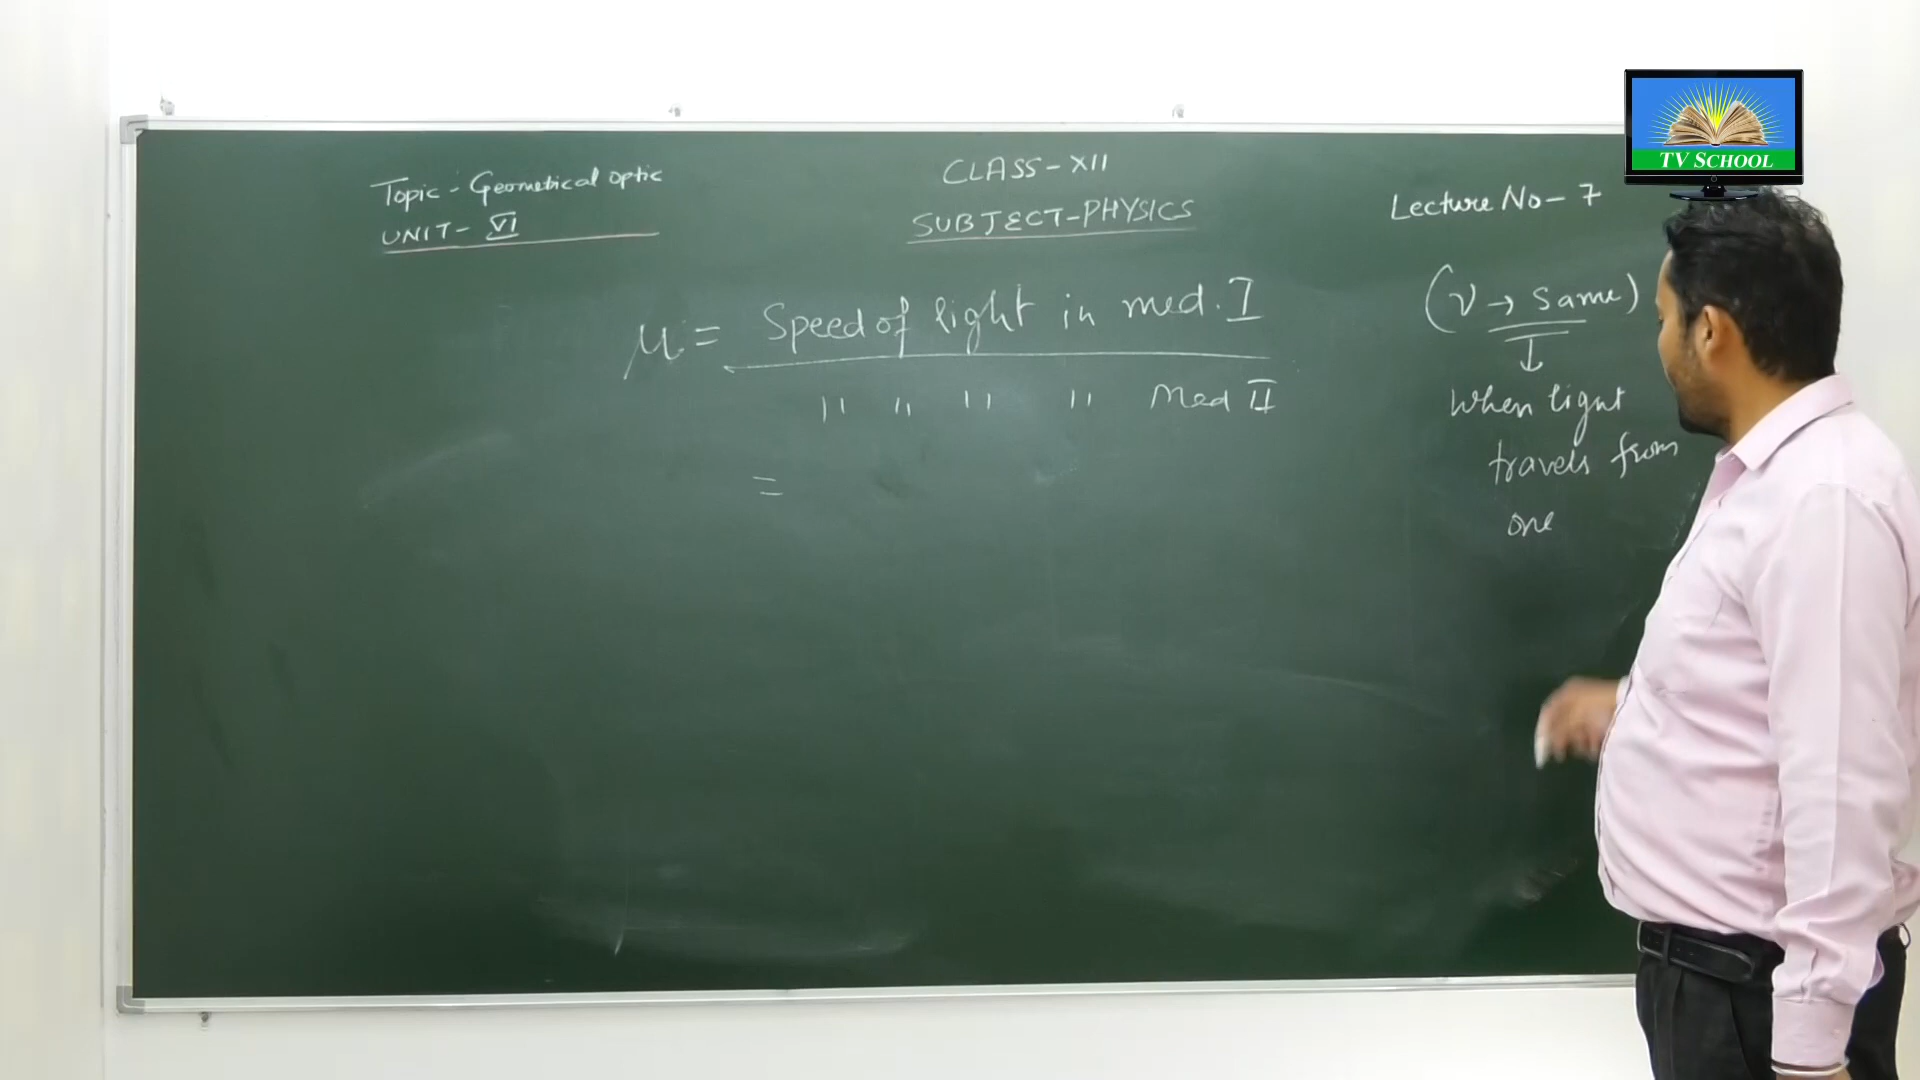 Topic - Geometical optic
UNIT - VI
CLASS - XII
SUBJECT - PHYSICS
Lecture No - 7
TV SCHOOL
μ = Speed of light in med. I
" " " " Med II
=
(ν → Same)
↓
When light
travels from
one